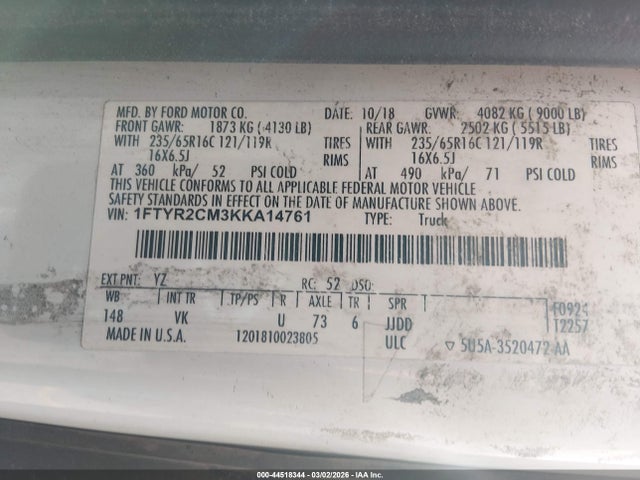 MFD. BY FORD MOTOR CO. DATE: 10/18 GVWR: 4082 KG ( 9000 LB)
FRONT GAWR: 1873 KG ( 4130 LB) REAR GAWR: 2502 KG ( 5515 LB)
WITH 235/65R16C 121/119R TIRES WITH 235/65R16C 121/119R TIRES
16X6.5J RIMS 16X6.5J RIMS
AT 360 kPa/ 52 PSI COLD AT 490 kPa/ 71 PSI COLD
THIS VEHICLE CONFORMS TO ALL APPLICABLE FEDERAL MOTOR VEHICLE
SAFETY STANDARDS IN EFFECT ON THE DATE OF MANUFACTURE SHOWN ABOVE.
VIN: 1FTYR2CM3KKA14761 TYPE: Truck
EXT PNT: YZ RC: 52 DSO:
WB INT TR TP/PS R AXLE TR SPR F0924
148 VK U 73 6 JJDD T2257
MADE IN U.S.A. 1201810023805 ULC ▽ 5U5A-3520472-AA
000-44518344 | 03/02/2026 | IAA Inc.